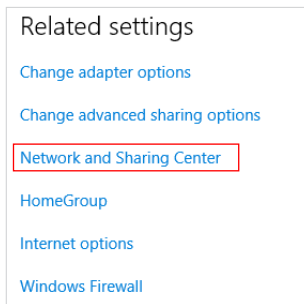 Related settings
Change adapter options
Change advanced sharing options
Network and Sharing Center
HomeGroup
Internet options
Windows Firewall